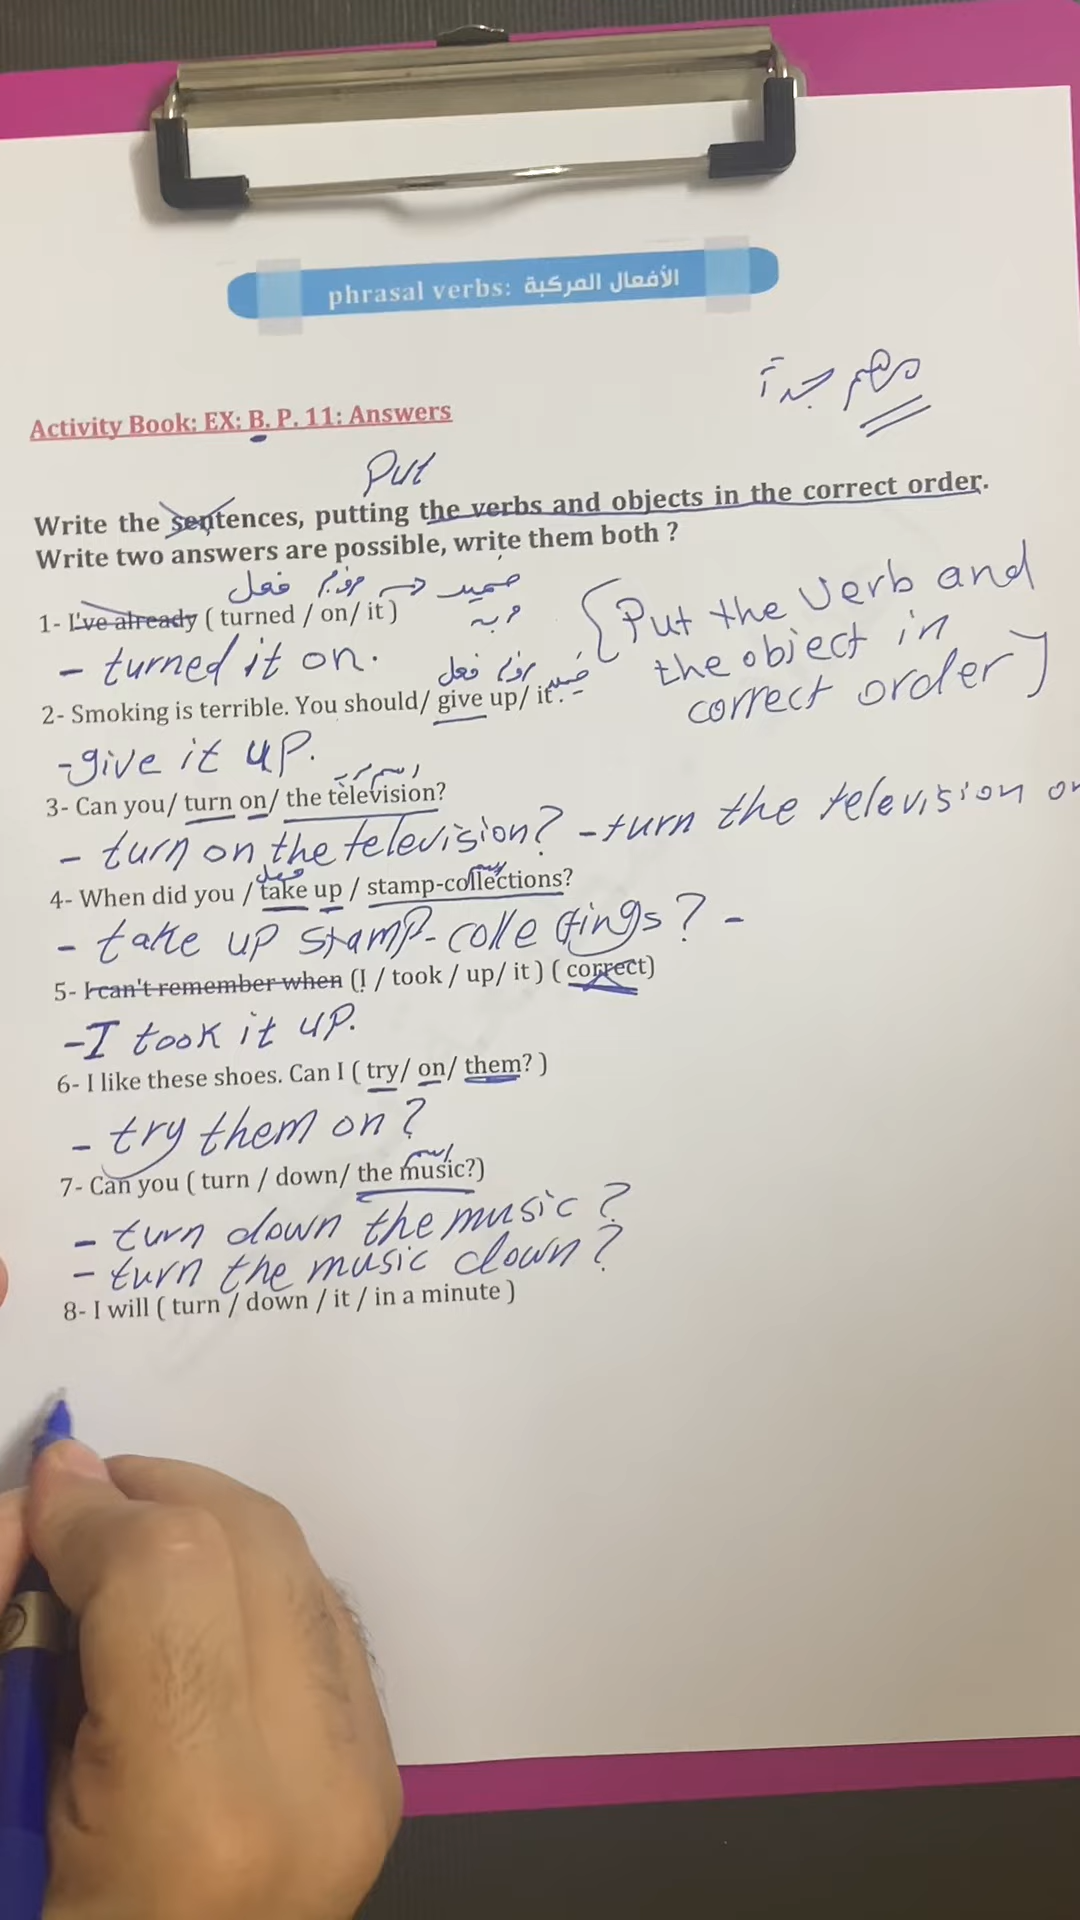 phrasal verbs: الأفعال المركبة
مهم جداً
Activity Book: EX: B. P. 11: Answers
Put
Write the sentences, putting the verbs and objects in the correct order.
Write two answers are possible, write them both ?
فعل ضمير
1- I've already ( turned / on/ it )
- turned it on.
[Put the verb and
the object in
correct order]
فعل
2- Smoking is terrible. You should/ give up/ it .
- give it up.
اسم
3- Can you/ turn on/ the television?
- turn on the television? - turn the television on
فعل اسم
4- When did you / take up / stamp-collections?
- take up stamp-collectings? -
5- I can't remember when (I / took / up/ it ) ( correct)
- I took it up.
6- I like these shoes. Can I ( try/ on/ them? )
- try them on?
اسم
7- Can you ( turn / down/ the music?)
- turn down the music?
- turn the music down?
8- I will ( turn / down / it / in a minute )